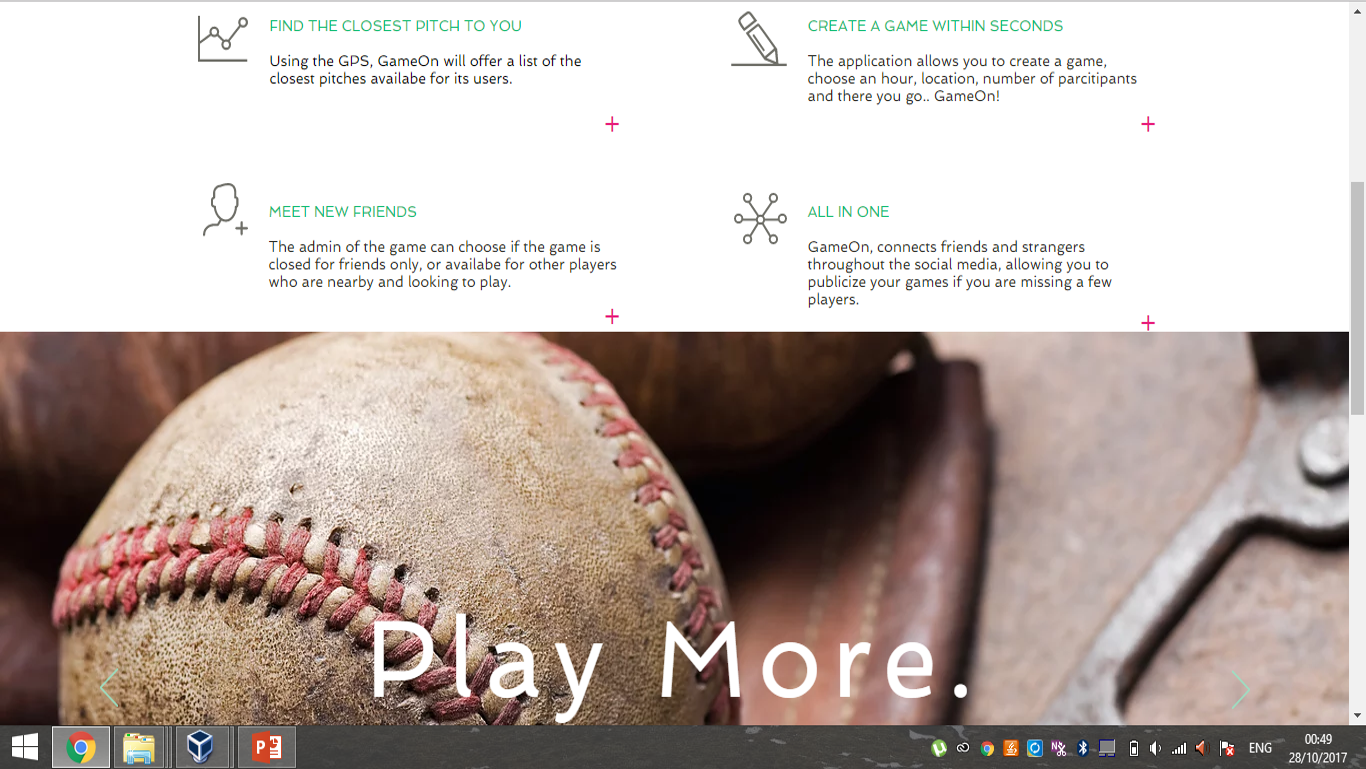 FIND THE CLOSEST PITCH TO YOU
Using the GPS, GameOn will offer a list of the
closest pitches availabe for its users.
+
CREATE A GAME WITHIN SECONDS
The application allows you to create a game,
choose an hour, location, number of parcitipants
and there you go.. GameOn!
+
MEET NEW FRIENDS
The admin of the game can choose if the game is
closed for friends only, or availabe for other players
who are nearby and looking to play.
+
ALL IN ONE
GameOn, connects friends and strangers
throughout the social media, allowing you to
publicize your games if you are missing a few
players.
+
Play More.
ENG
00:49
28/10/2017